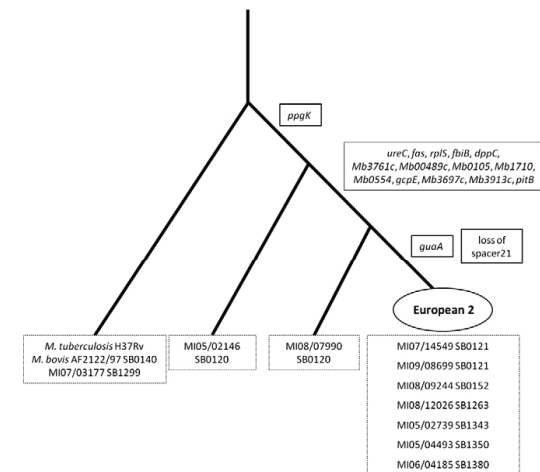 ppgK
ureC, fas, rplS, fbiB, dppC,
Mb3761c, Mb00489c, Mb0105, Mb1710,
Mb0554, gcpE, Mb3697c, Mb3913c, pitB
guaA
loss of
spacer21
European 2
M. tuberculosis H37Rv
M. bovis AF2122/97 SB0140
MI07/03177 SB1299
MI05/02146
SB0120
MI08/07990
SB0120
MI07/14549 SB0121
MI09/08699 SB0121
MI08/09244 SB0152
MI08/12026 SB1263
MI05/02739 SB1343
MI05/04493 SB1350
MI06/04185 SB1380